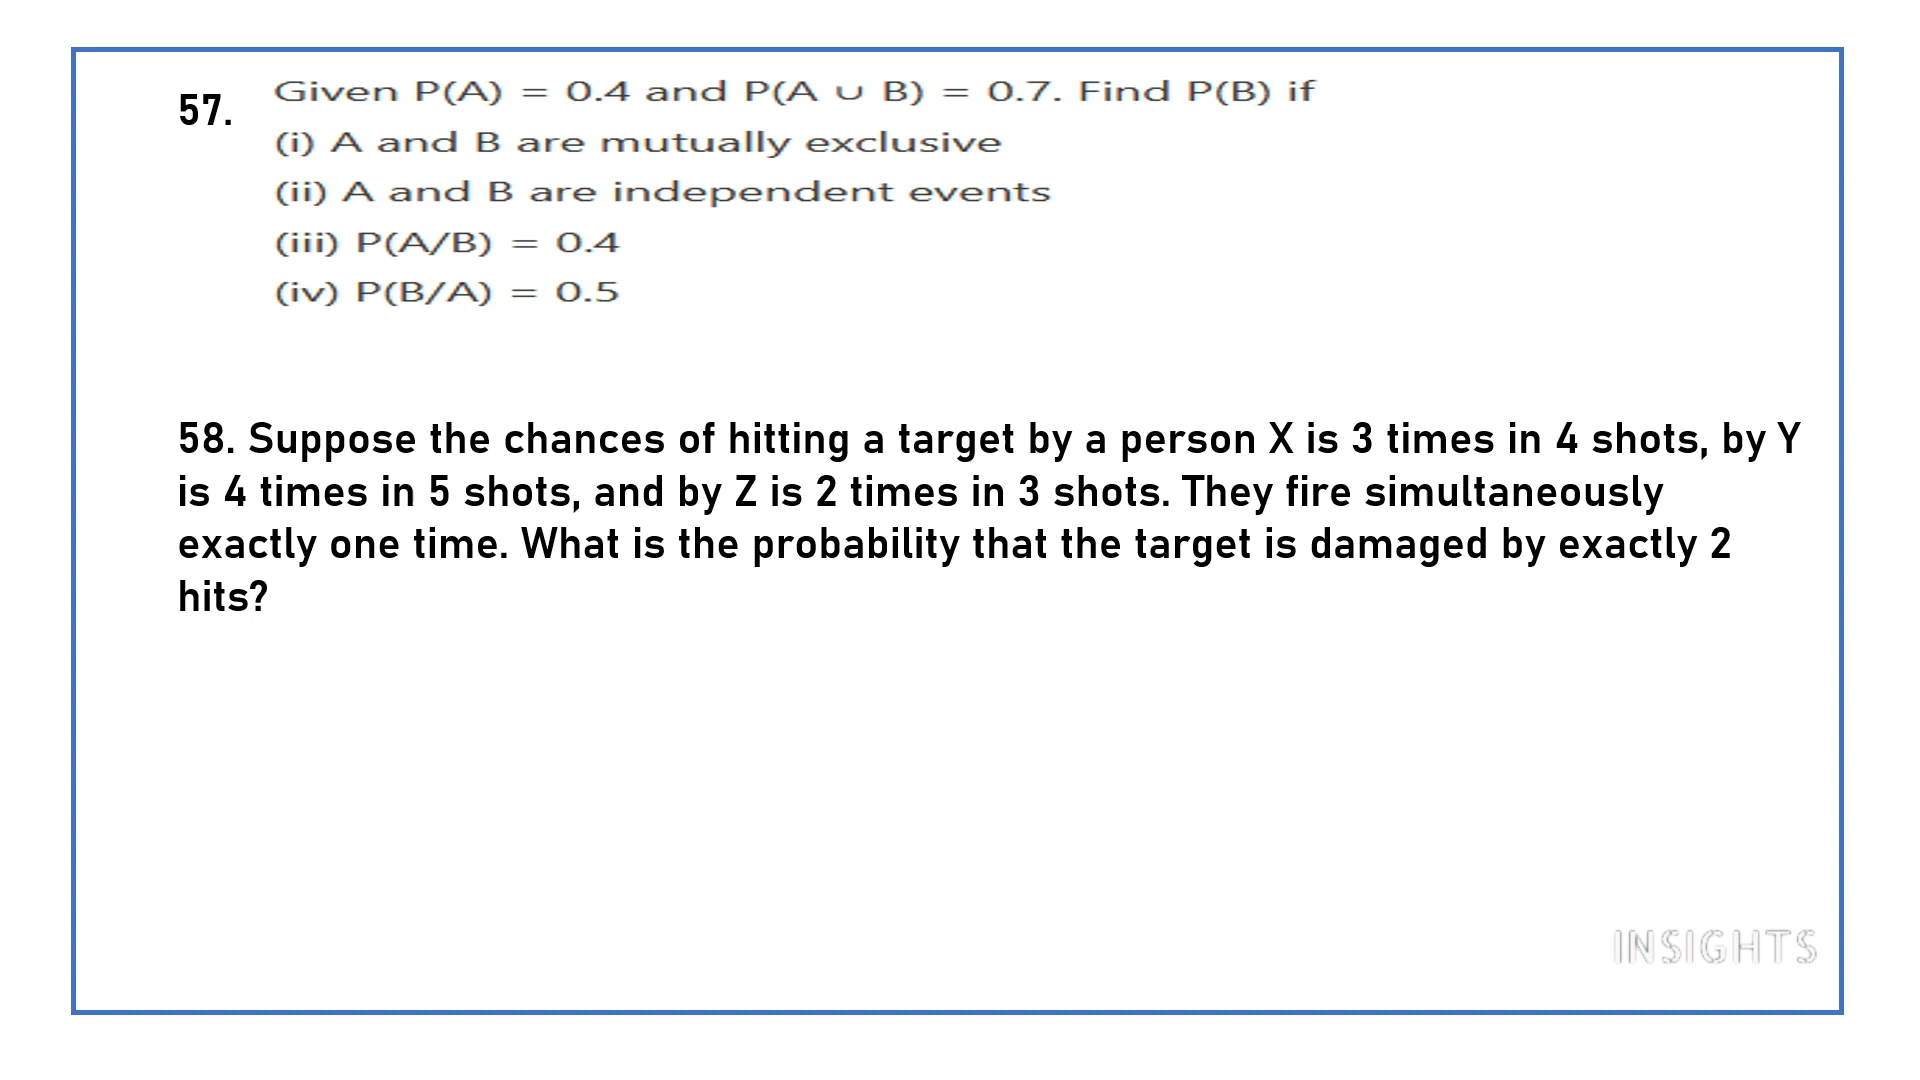 57.
Given P(A) = 0.4 and P(A ∪ B) = 0.7. Find P(B) if
(i) A and B are mutually exclusive
(ii) A and B are independent events
(iii) P(A/B) = 0.4
(iv) P(B/A) = 0.5
58. Suppose the chances of hitting a target by a person X is 3 times in 4 shots, by Y
is 4 times in 5 shots, and by Z is 2 times in 3 shots. They fire simultaneously
exactly one time. What is the probability that the target is damaged by exactly 2
hits?
INSIGHTS